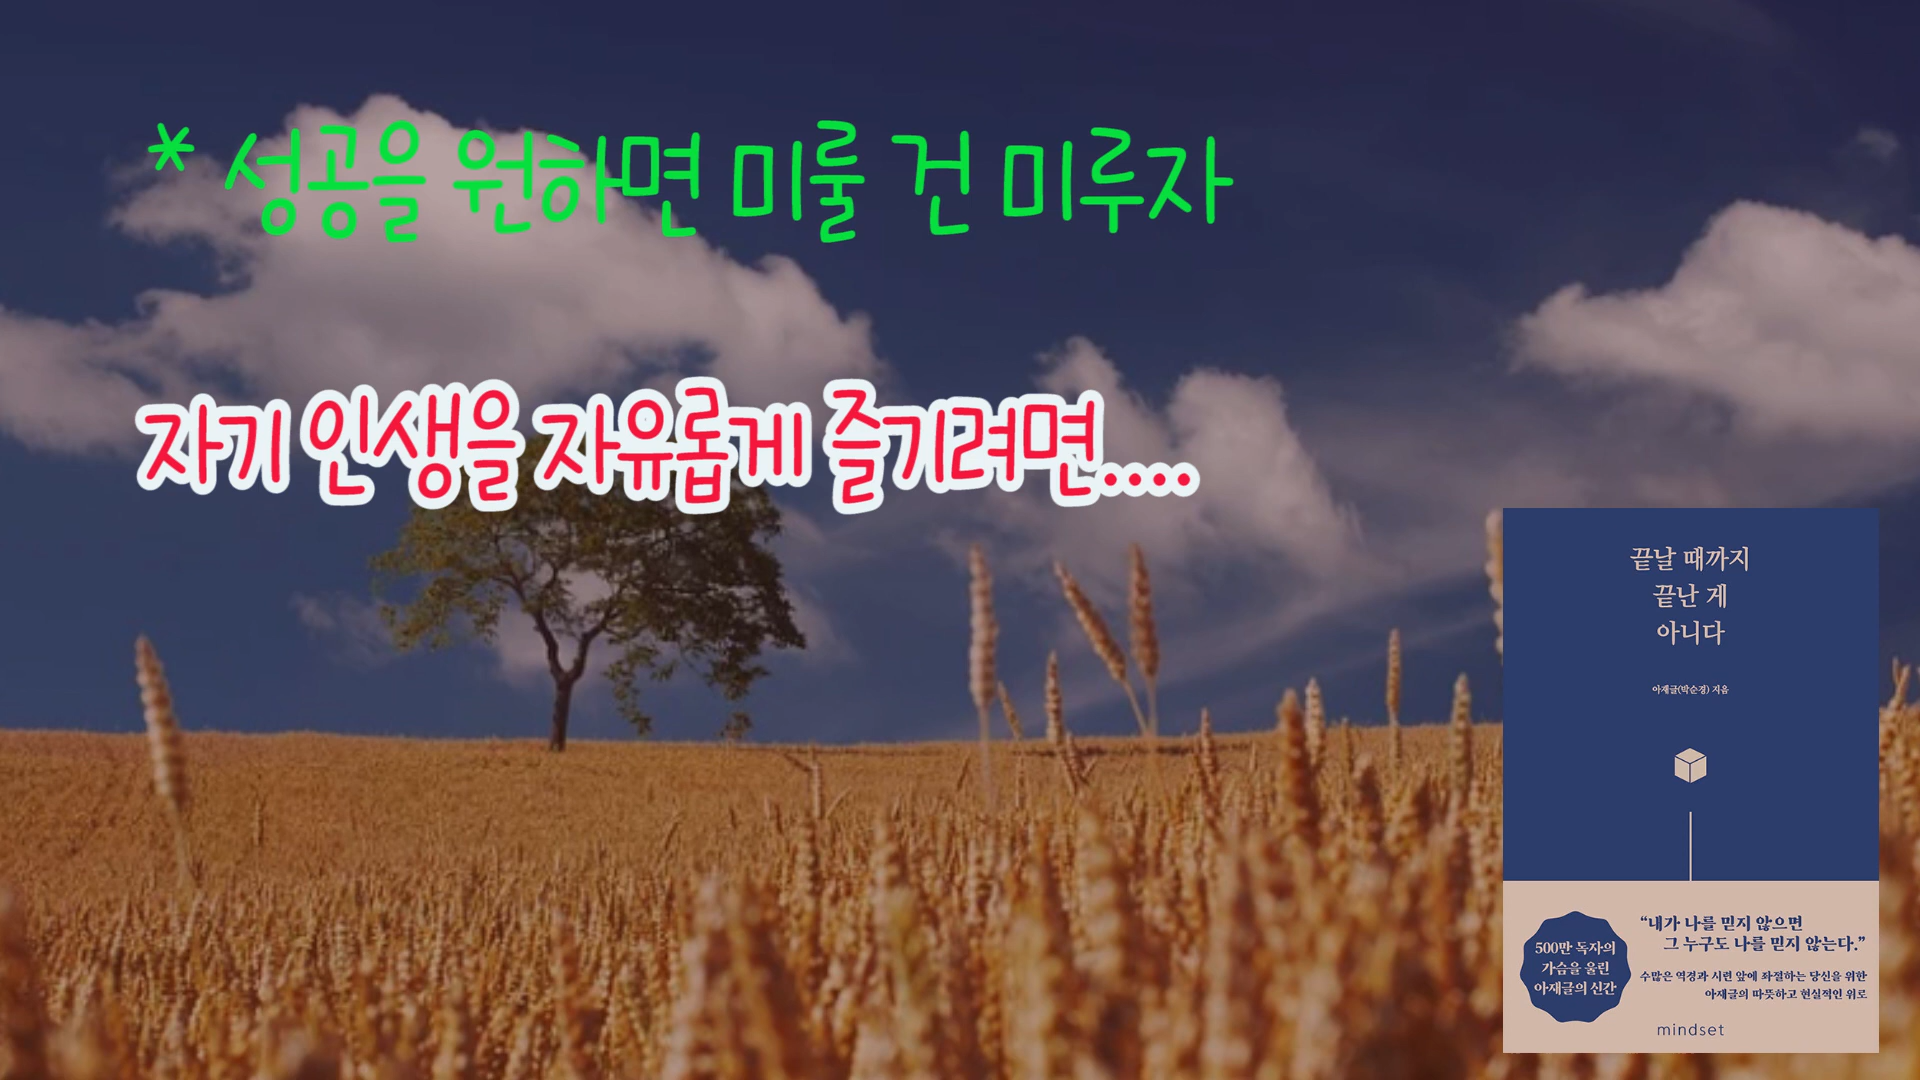 * 성공을 원하면 미룰 건 미루자
자기 인생을 자유롭게 즐기려면....
끝날 때까지
끝난 게
아니다
아재글(박순경) 지음
500만 독자의
가슴을 울린
아재글의 신간
“내가 나를 믿지 않으면
그 누구도 나를 믿지 않는다.”
수많은 역경과 시련 앞에 좌절하는 당신을 위한
아재글의 따뜻하고 현실적인 위로
mindset